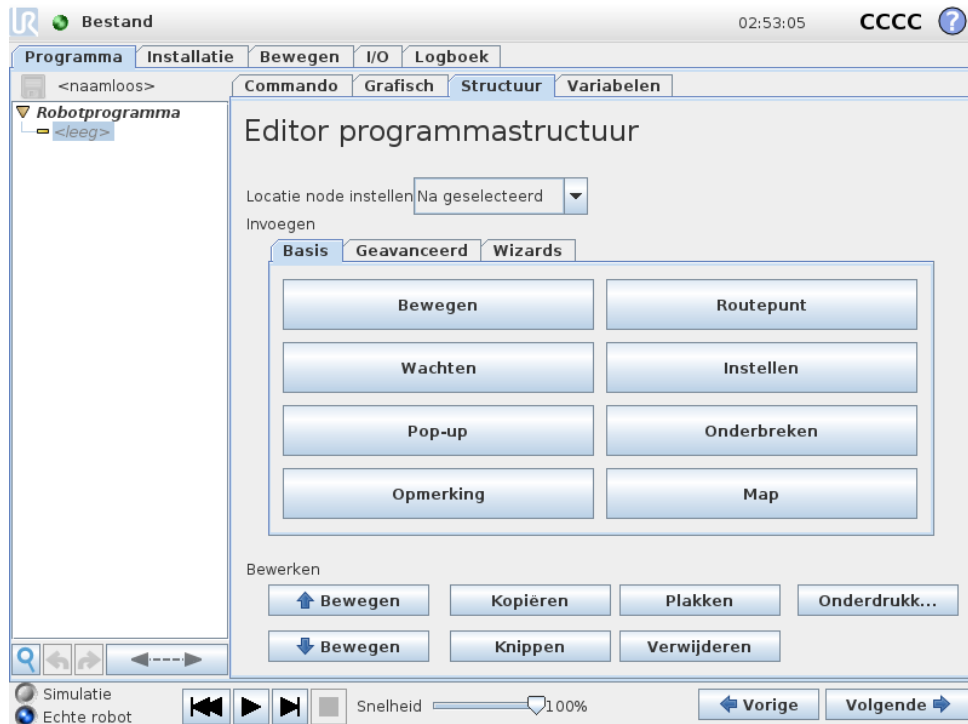 UR Bestand 02:53:05 CCCC ?
Programma Installatie Bewegen I/O Logboek
<naamloos>
Commando Grafisch Structuur Variabelen
Robotprogramma
<leeg>
Editor programmastructuur
Locatie node instellen Na geselecteerd
Invoegen
Basis Geavanceerd Wizards
Bewegen Routepunt
Wachten Instellen
Pop-up Onderbreken
Opmerking Map
Bewerken
Bewegen Kopiëren Plakken Onderdrukk...
Bewegen Knippen Verwijderen
Simulatie
Echte robot
Snelheid 100%
Vorige Volgende